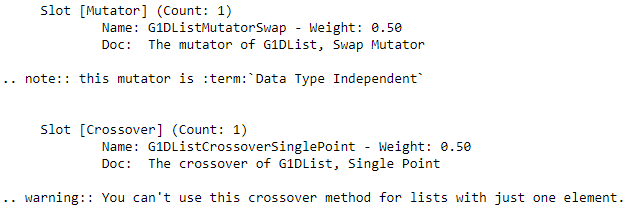 Slot [Mutator] (Count: 1)
Name: G1DListMutatorSwap - Weight: 0.50
Doc: The mutator of G1DList, Swap Mutator
.. note:: this mutator is :term:`Data Type Independent`
Slot [Crossover] (Count: 1)
Name: G1DListCrossoverSinglePoint - Weight: 0.50
Doc: The crossover of G1DList, Single Point
.. warning:: You can't use this crossover method for lists with just one element.